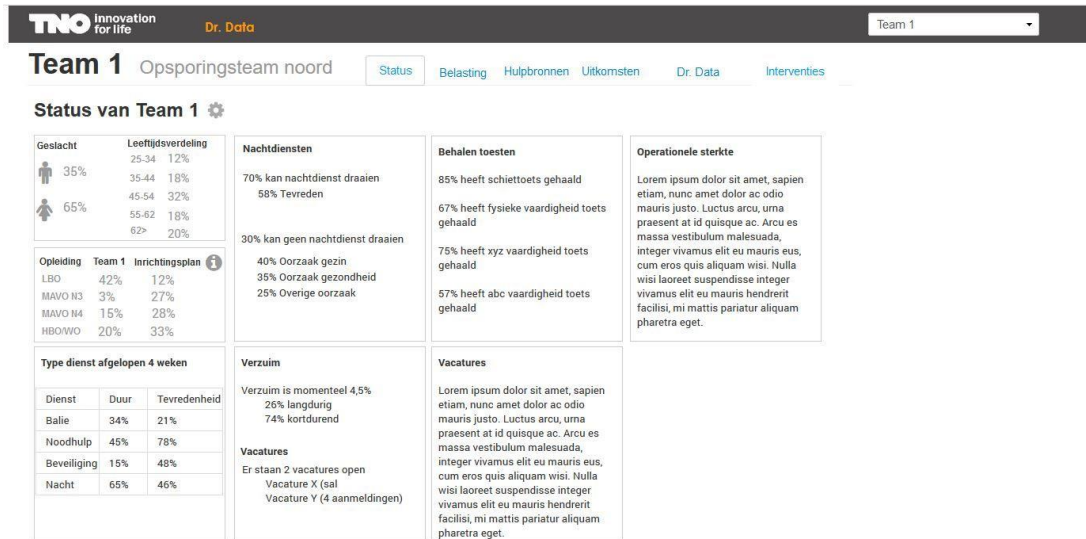 TNO innovation
for life
Dr. Data
Team 1
Team 1 Opsporingsteam noord
Status Belasting Hulpbronnen Uitkomsten Dr. Data Interventies
Status van Team 1
Geslacht
35%
65%
Leeftijdsverdeling
25-34 12%
35-44 18%
45-54 32%
55-62 18%
62> 20%
Opleiding Team 1 Inrichtingsplan i
LBO 42% 12%
MAVO N3 3% 27%
MAVO N4 15% 28%
HBO/WO 20% 33%
Nachtdiensten
70% kan nachtdienst draaien
58% Tevreden
30% kan geen nachtdienst draaien
40% Oorzaak gezin
35% Oorzaak gezondheid
25% Overige oorzaak
Behalen toesten
85% heeft schiettoets gehaald
67% heeft fysieke vaardigheid toets
gehaald
75% heeft xyz vaardigheid toets
gehaald
57% heeft abc vaardigheid toets
gehaald
Operationele sterkte
Lorem ipsum dolor sit amet, sapien
etiam, nunc amet dolor ac odio
mauris justo. Luctus arcu, urna
praesent at id quisque ac. Arcu es
massa vestibulum malesuada,
integer vivamus elit eu mauris eus,
cum eros quis aliquam wisi. Nulla
wisi laoreet suspendisse integer
vivamus elit eu mauris hendrerit
facilisi, mi mattis pariatur aliquam
pharetra eget.
Type dienst afgelopen 4 weken
Dienst Duur Tevredenheid
Balie 34% 21%
Noodhulp 45% 78%
Beveiliging 15% 48%
Nacht 65% 46%
Verzuim
Verzuim is momenteel 4,5%
26% langdurig
74% kortdurend
Vacatures
Er staan 2 vacatures open
Vacature X (sal
Vacature Y (4 aanmeldingen)
Vacatures
Lorem ipsum dolor sit amet, sapien
etiam, nunc amet dolor ac odio
mauris justo. Luctus arcu, urna
praesent at id quisque ac. Arcu es
massa vestibulum malesuada,
integer vivamus elit eu mauris eus,
cum eros quis aliquam wisi. Nulla
wisi laoreet suspendisse integer
vivamus elit eu mauris hendrerit
facilisi, mi mattis pariatur aliquam
pharetra eget.